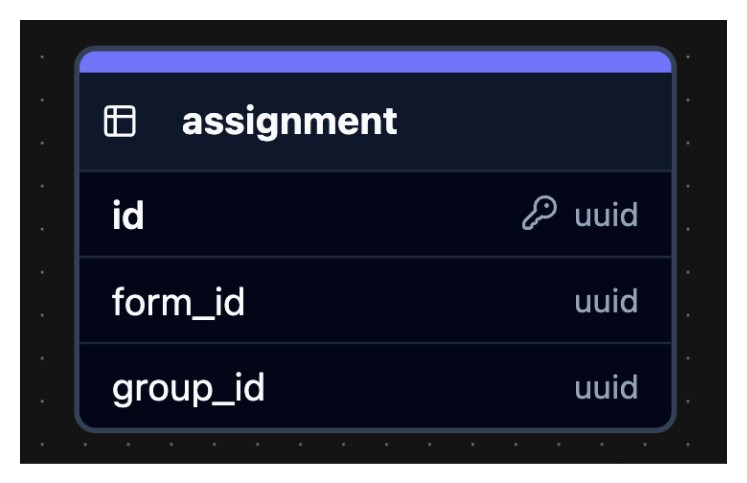 assignment
id uuid
form_id uuid
group_id uuid